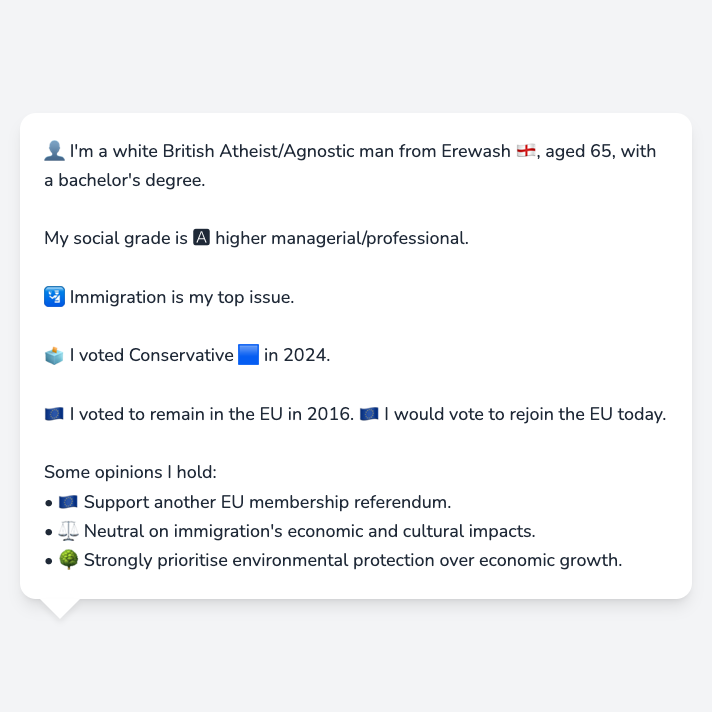 👤 I'm a white British Atheist/Agnostic man from Erewash 🏴󠁧󠁢󠁥󠁮󠁧󠁿, aged 65, with
a bachelor's degree.
My social grade is 🅰 higher managerial/professional.
🛂 Immigration is my top issue.
🗳️ I voted Conservative 🟦 in 2024.
🇪🇺 I voted to remain in the EU in 2016. 🇪🇺 I would vote to rejoin the EU today.
Some opinions I hold:
• 🇪🇺 Support another EU membership referendum.
• ⚖️ Neutral on immigration's economic and cultural impacts.
• 🌳 Strongly prioritise environmental protection over economic growth.